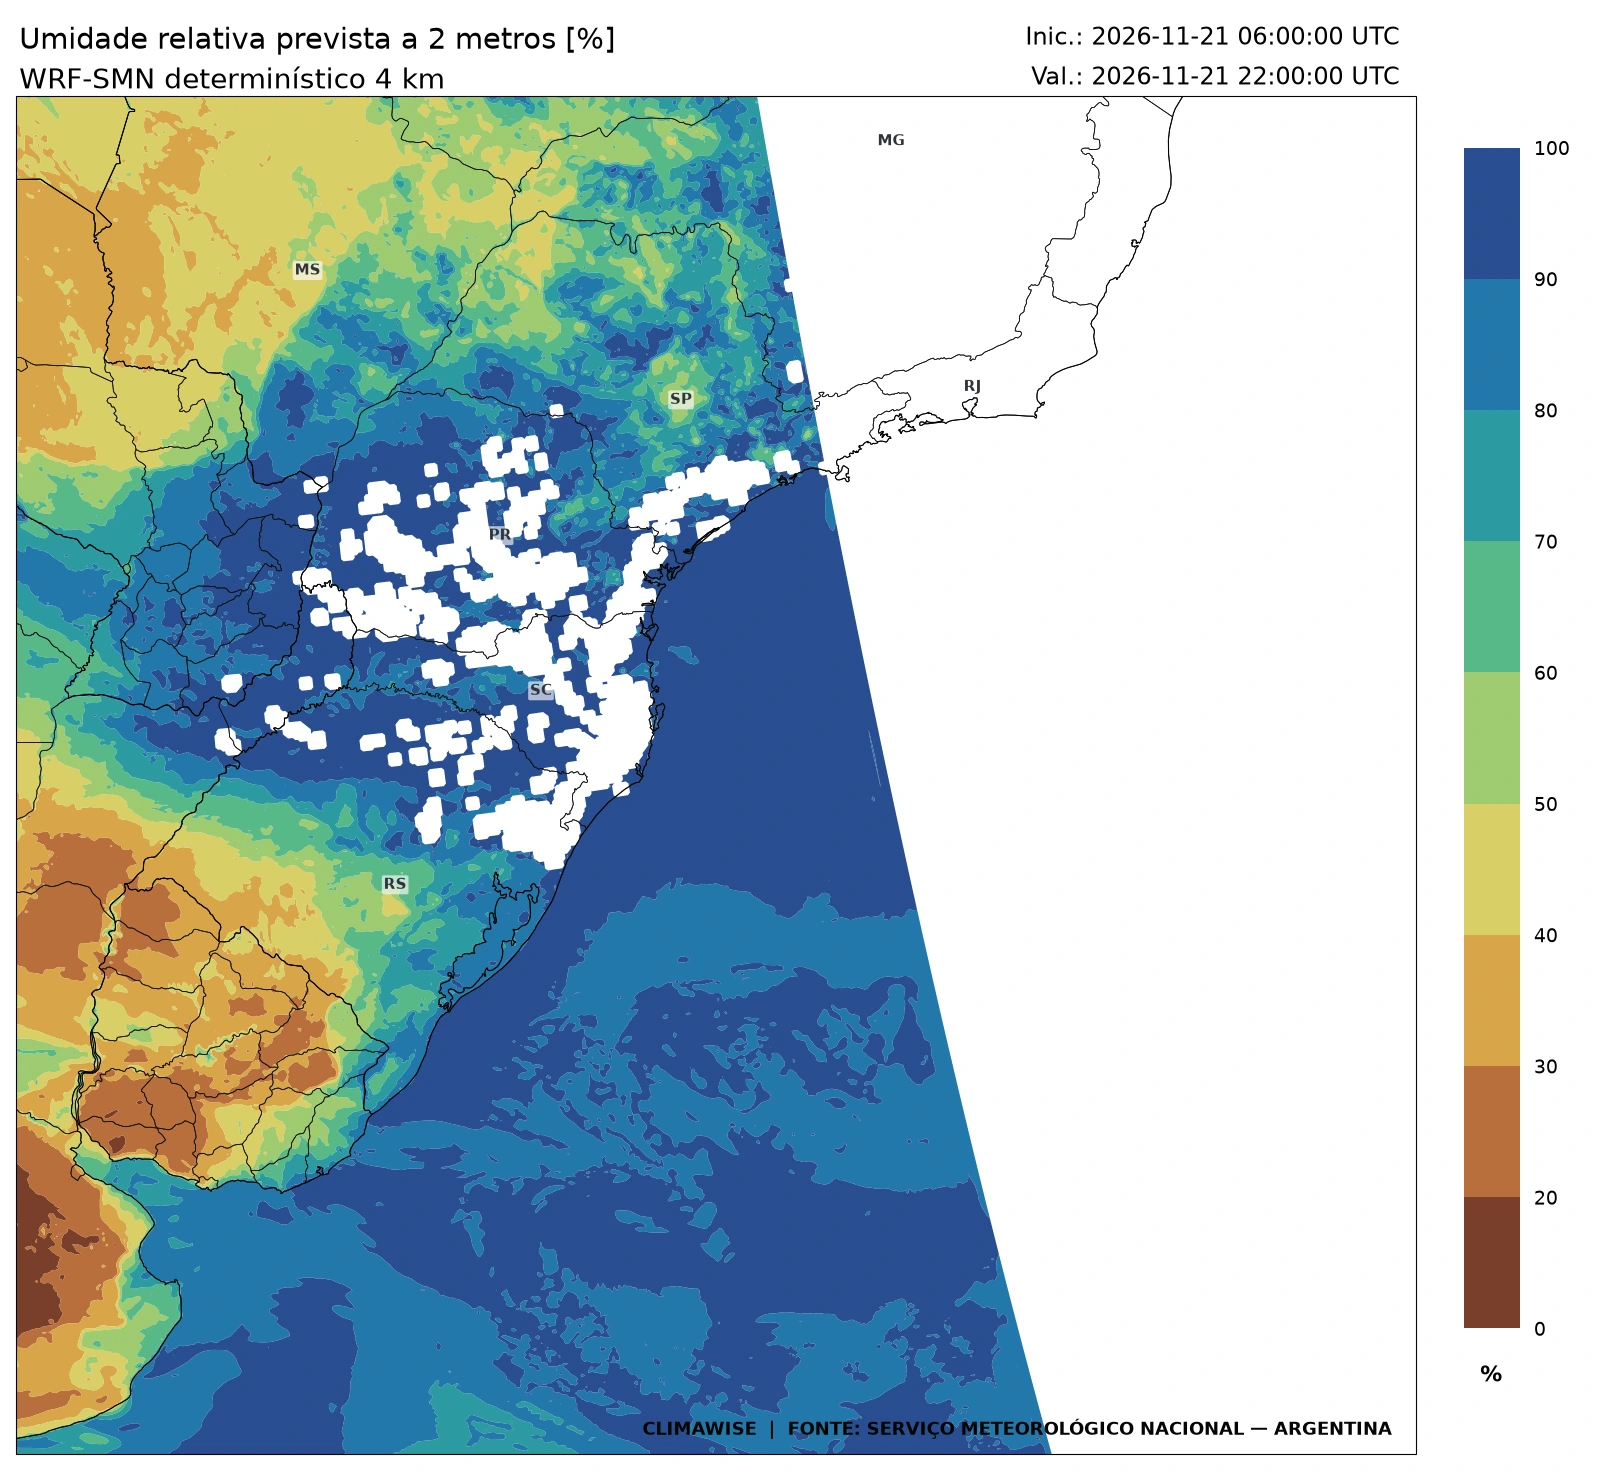 Umidade relativa prevista a 2 metros [%]
WRF-SMN determinístico 4 km
Inic.: 2026-11-21 06:00:00 UTC
Val.: 2026-11-21 22:00:00 UTC
MG
MS
RJ
SP
PR
SC
RS
100
90
80
70
60
50
40
30
20
0
%
CLIMAWISE | FONTE: SERVIÇO METEOROLÓGICO NACIONAL — ARGENTINA